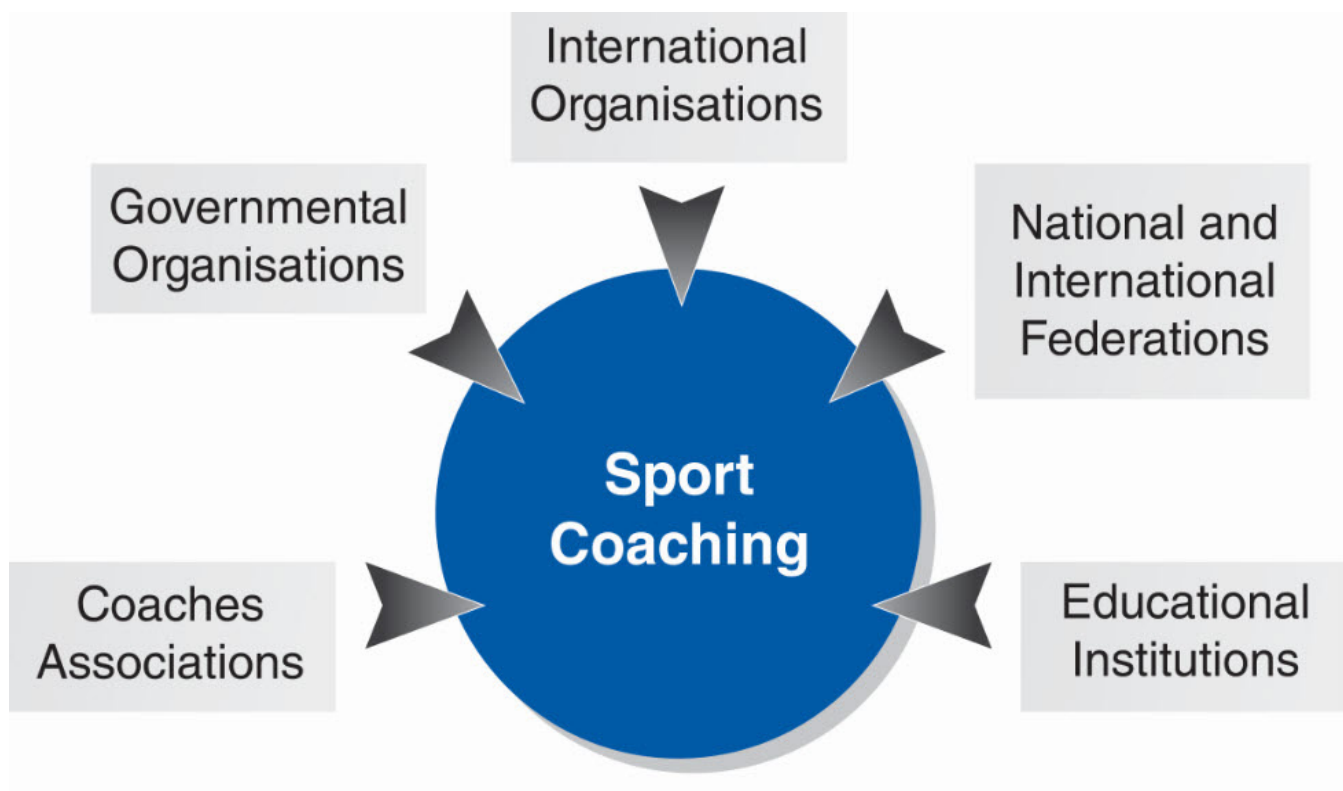 International
Organisations
Governmental
Organisations
National and
International
Federations
Sport
Coaching
Coaches
Associations
Educational
Institutions